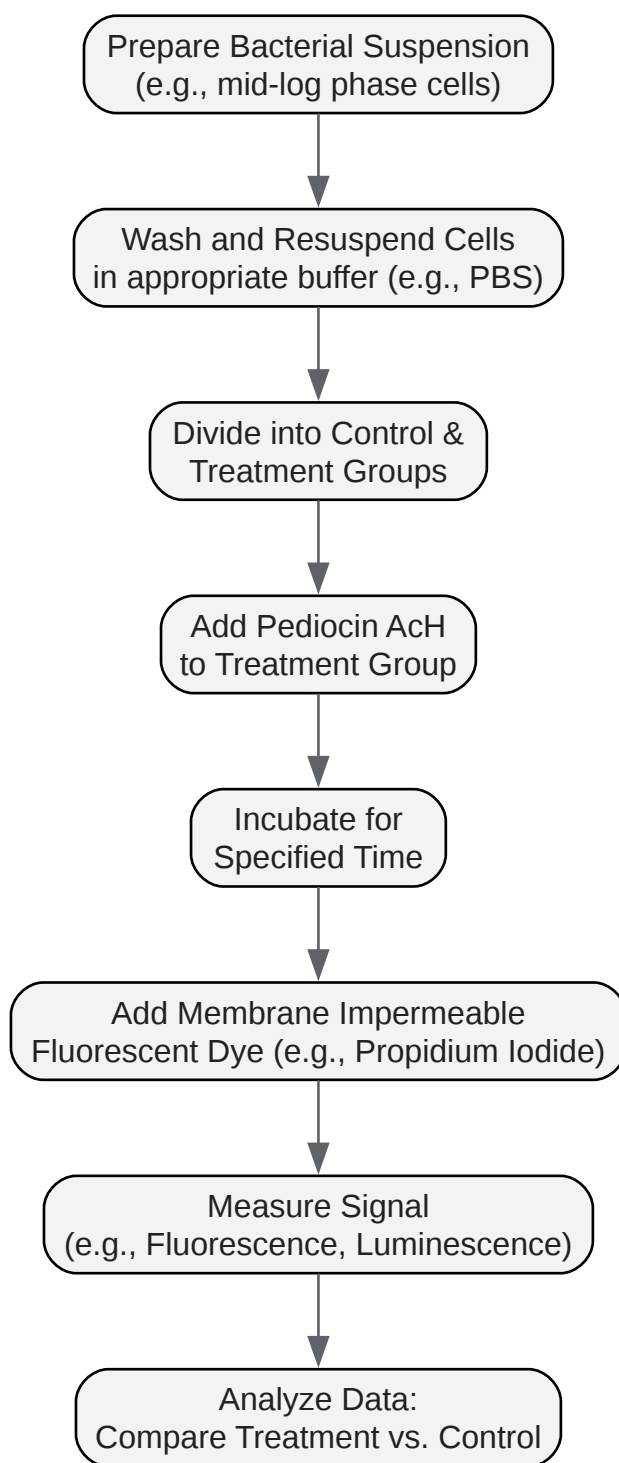 Prepare Bacterial Suspension
(e.g., mid-log phase cells)
Wash and Resuspend Cells
in appropriate buffer (e.g., PBS)
Divide into Control &
Treatment Groups
Add Pediocin AcH
to Treatment Group
Incubate for
Specified Time
Add Membrane Impermeable
Fluorescent Dye (e.g., Propidium Iodide)
Measure Signal
(e.g., Fluorescence, Luminescence)
Analyze Data:
Compare Treatment vs. Control